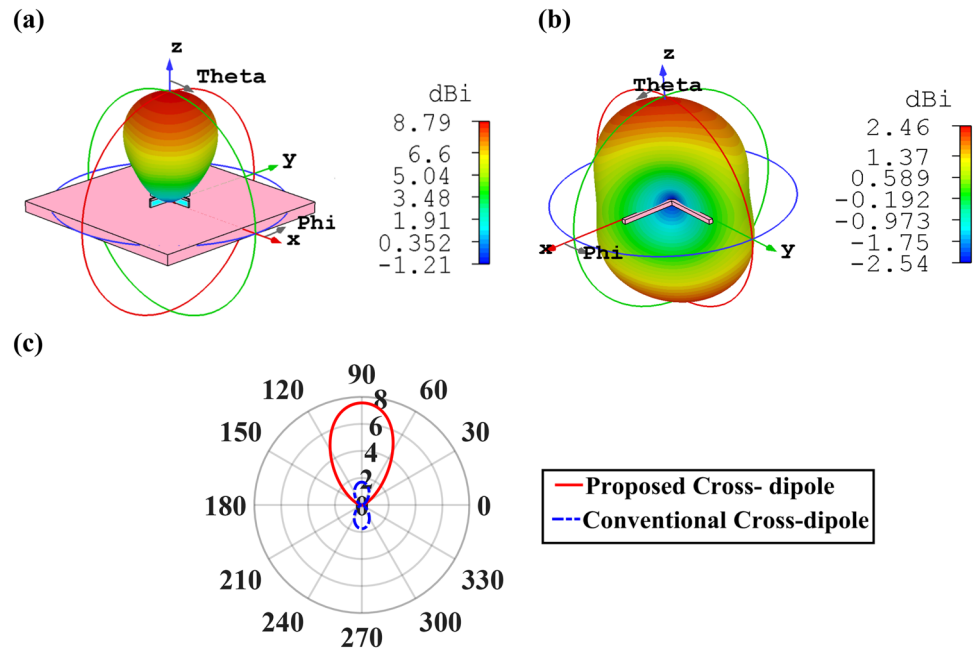 (a)
z
Theta
y
Phi
x
dBi
8.79
6.6
5.04
3.48
1.91
0.352
-1.21
(b)
z
Theta
x
Phi
y
dBi
2.46
1.37
0.589
-0.192
-0.973
-1.75
-2.54
(c)
90
120
60
150
30
180
0
210
330
240
300
270
8
6
4
2
0
Proposed Cross- dipole
Conventional Cross-dipole